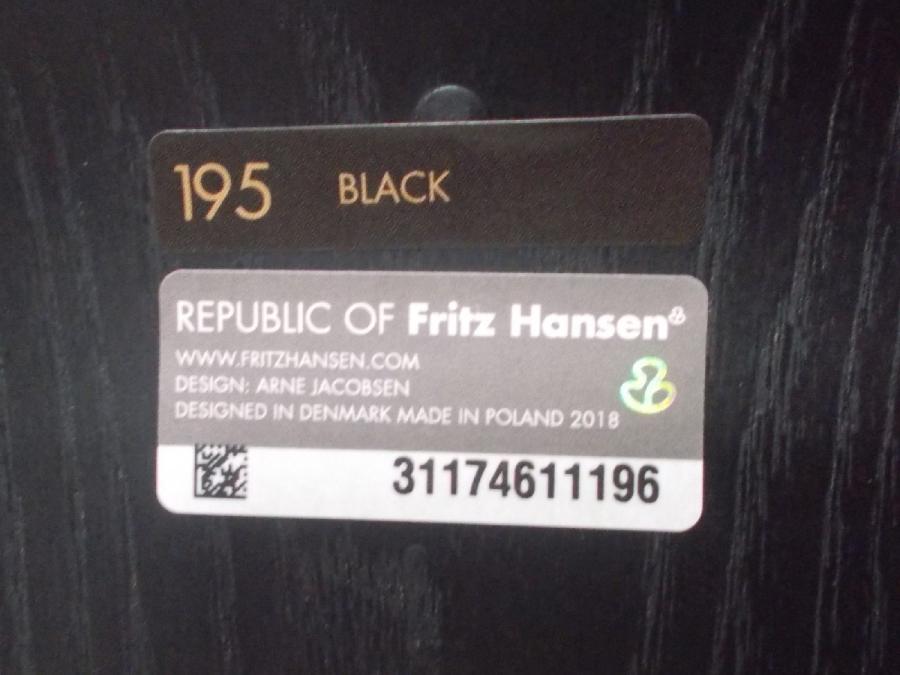 195 BLACK
REPUBLIC OF Fritz Hansen
WWW.FRITZHANSEN.COM
DESIGN: ARNE JACOBSEN
DESIGNED IN DENMARK MADE IN POLAND 2018
31174611196